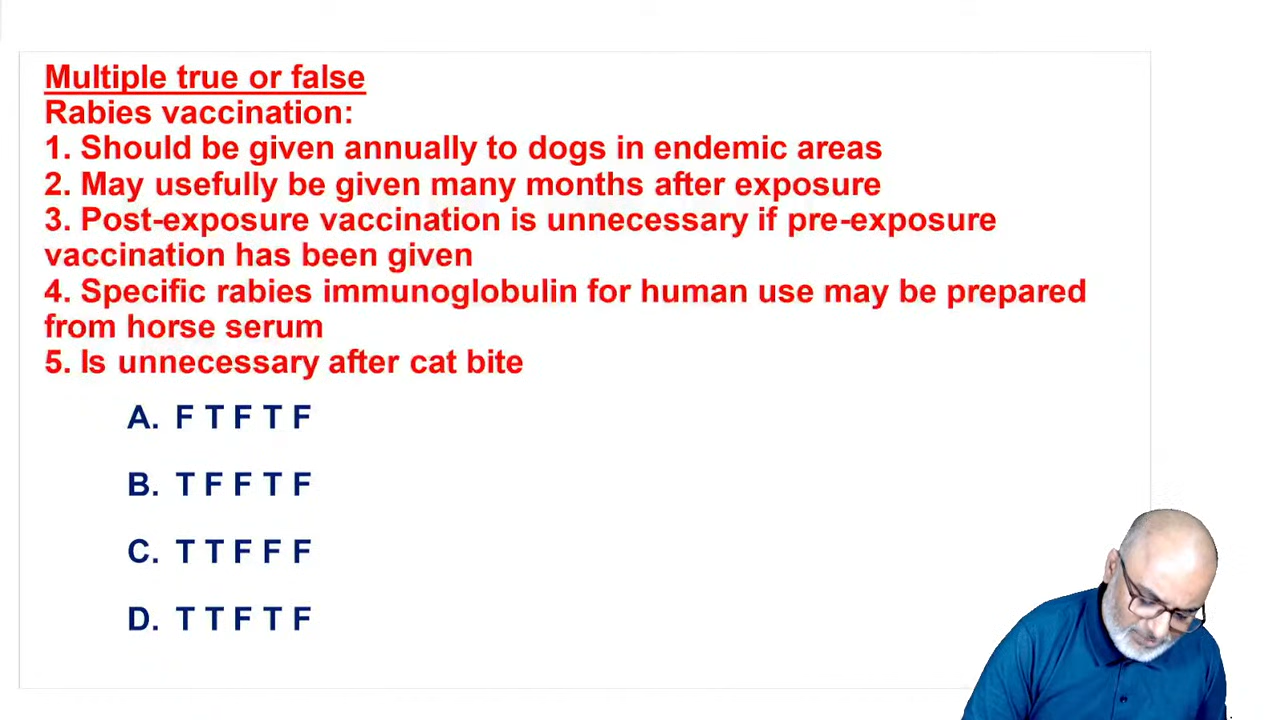 Multiple true or false
Rabies vaccination:
1. Should be given annually to dogs in endemic areas
2. May usefully be given many months after exposure
3. Post-exposure vaccination is unnecessary if pre-exposure
vaccination has been given
4. Specific rabies immunoglobulin for human use may be prepared
from horse serum
5. Is unnecessary after cat bite
A. F T F T F
B. T F F T F
C. T T F F F
D. T T F T F